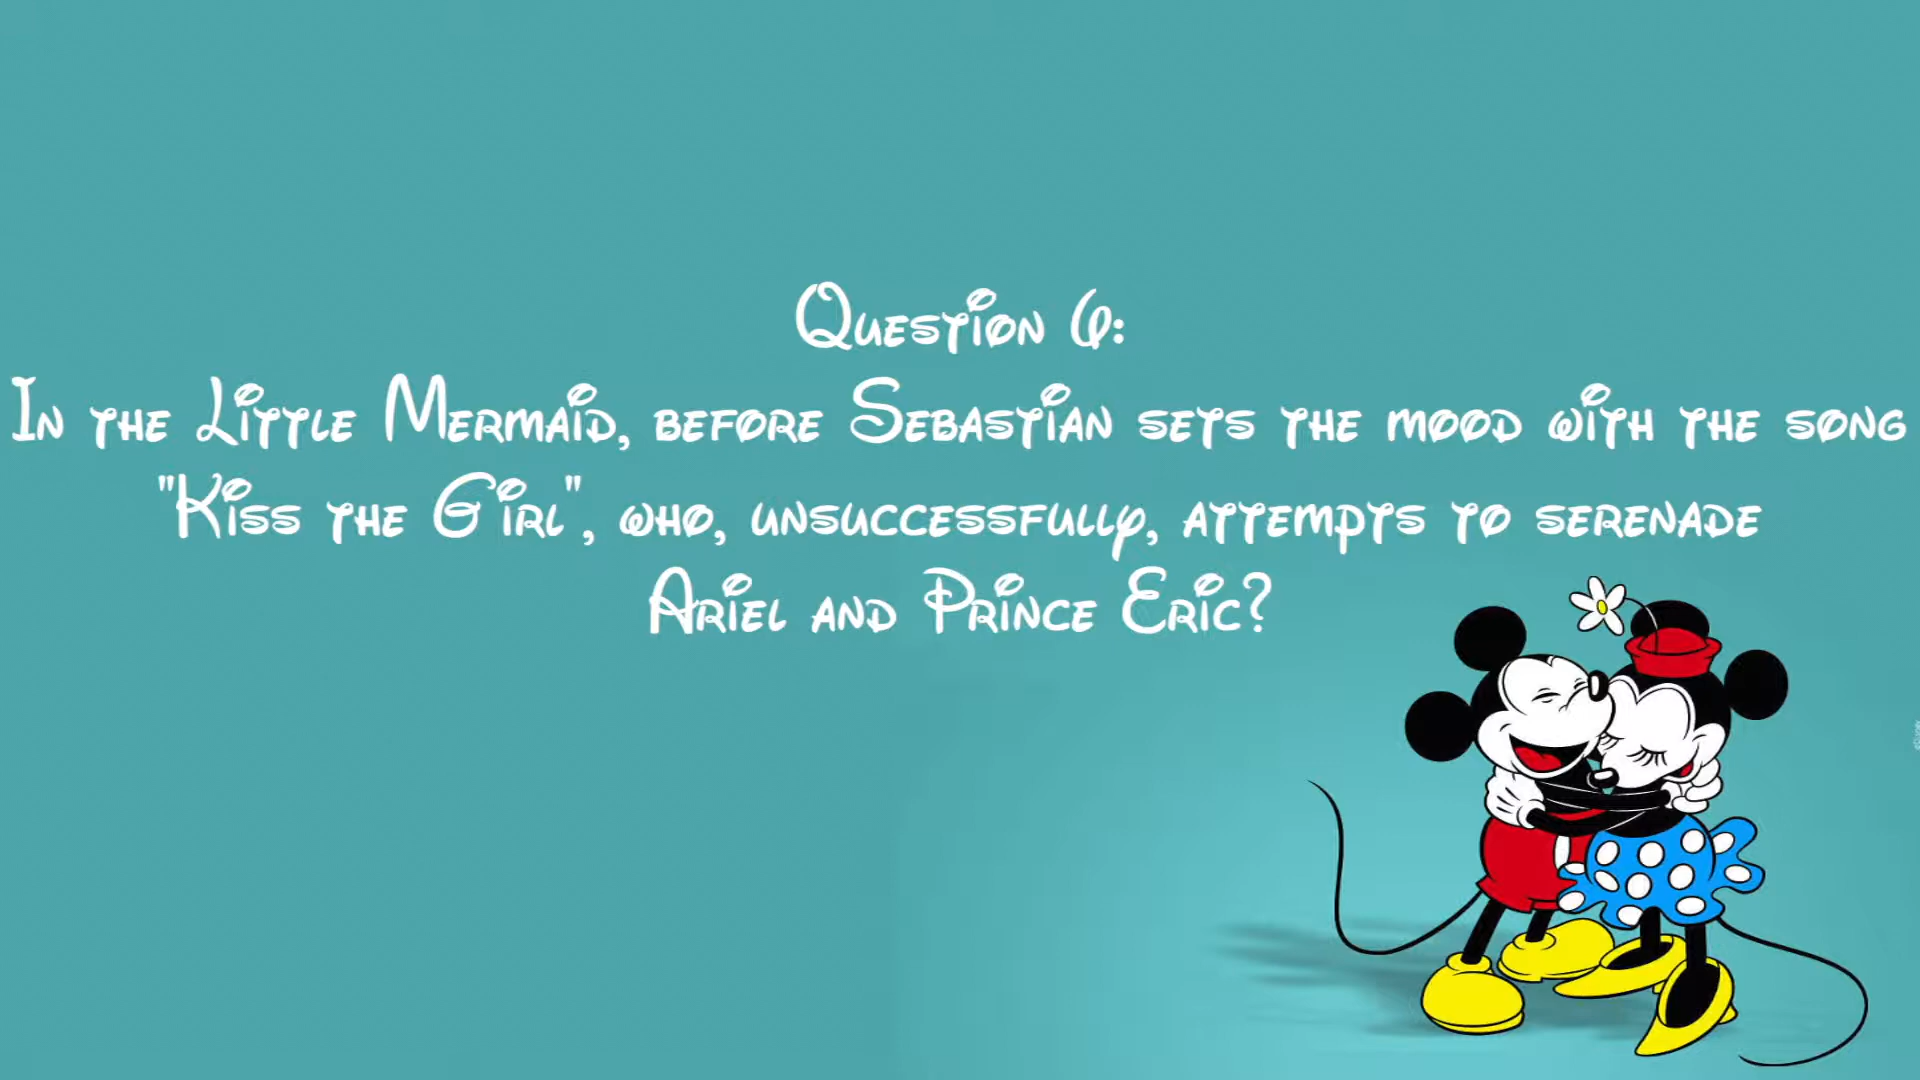 Question 6:
In the Little Mermaid, before Sebastian sets the mood with the song
"Kiss the Girl", who, unsuccessfully, attempts to serenade
Ariel and Prince Eric?